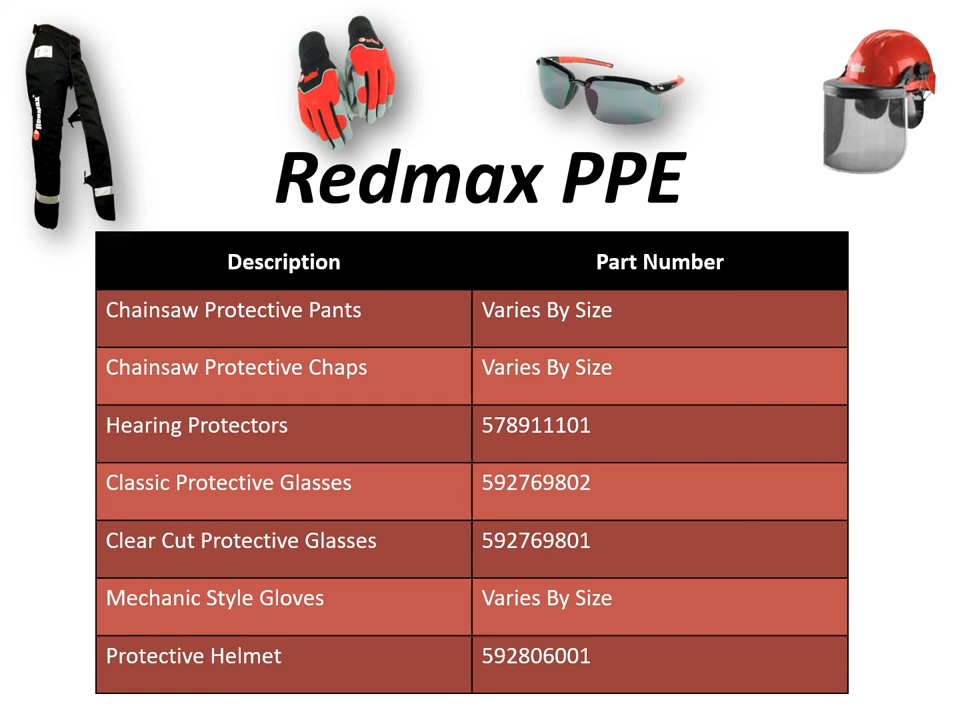 RedMax
Redmax PPE
Description Part Number
Chainsaw Protective Pants Varies By Size
Chainsaw Protective Chaps Varies By Size
Hearing Protectors 578911101
Classic Protective Glasses 592769802
Clear Cut Protective Glasses 592769801
Mechanic Style Gloves Varies By Size
Protective Helmet 592806001